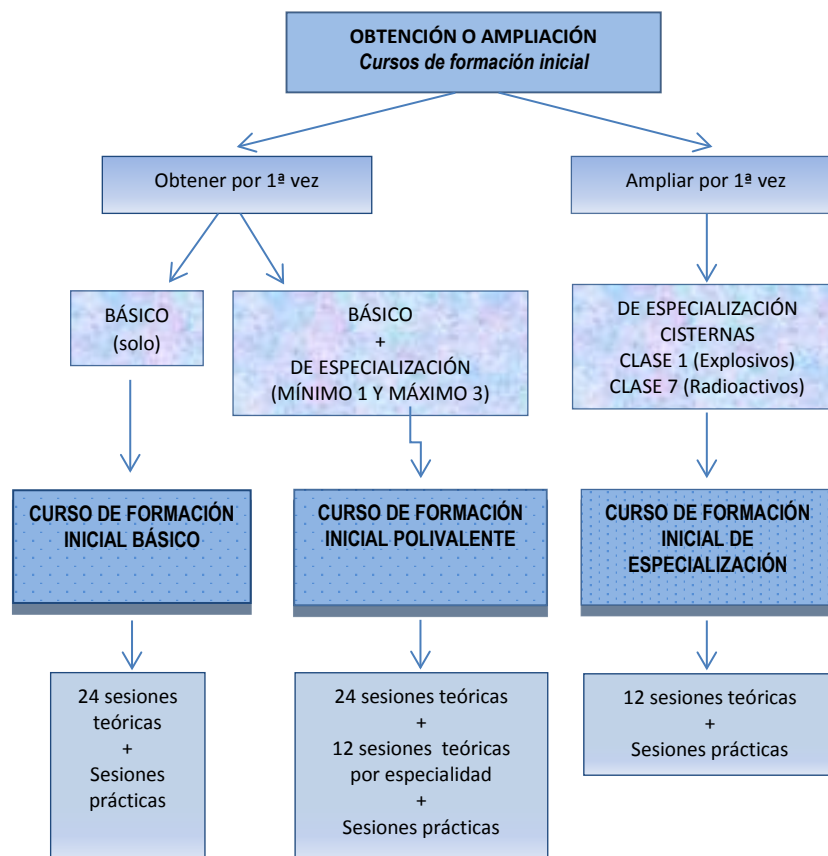 OBTENCIÓN O AMPLIACIÓN
Cursos de formación inicial
Obtener por 1ª vez
Ampliar por 1ª vez
BÁSICO
(solo)
BÁSICO
+
DE ESPECIALIZACIÓN
(MÍNIMO 1 Y MÁXIMO 3)
DE ESPECIALIZACIÓN
CISTERNAS
CLASE 1 (Explosivos)
CLASE 7 (Radioactivos)
CURSO DE FORMACIÓN
INICIAL BÁSICO
CURSO DE FORMACIÓN
INICIAL POLIVALENTE
CURSO DE FORMACIÓN
INICIAL DE
ESPECIALIZACIÓN
24 sesiones
teóricas
+
Sesiones
prácticas
24 sesiones teóricas
+
12 sesiones teóricas
por especialidad
+
Sesiones prácticas
12 sesiones teóricas
+
Sesiones prácticas